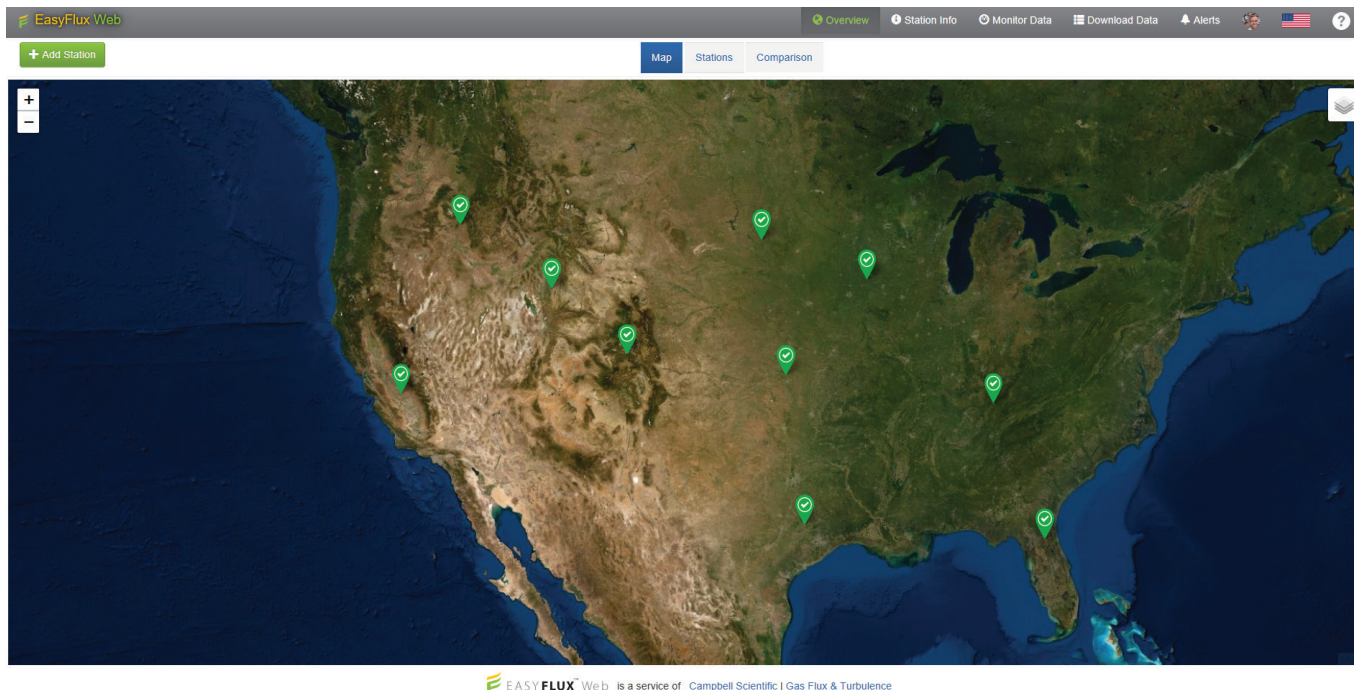 EasyFlux Web
Overview Station Info Monitor Data Download Data Alerts ?
+ Add Station
Map Stations Comparison
+
−
EASYFLUX™ Web is a service of Campbell Scientific | Gas Flux & Turbulence